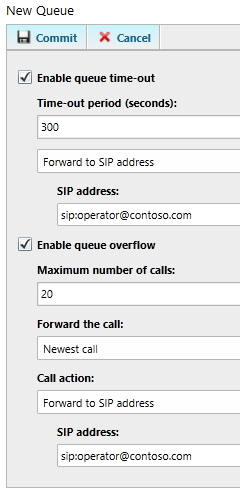 New Queue
Commit Cancel
Enable queue time-out
Time-out period (seconds):
300
Forward to SIP address
SIP address:
sip:operator@contoso.com
Enable queue overflow
Maximum number of calls:
20
Forward the call:
Newest call
Call action:
Forward to SIP address
SIP address:
sip:operator@contoso.com